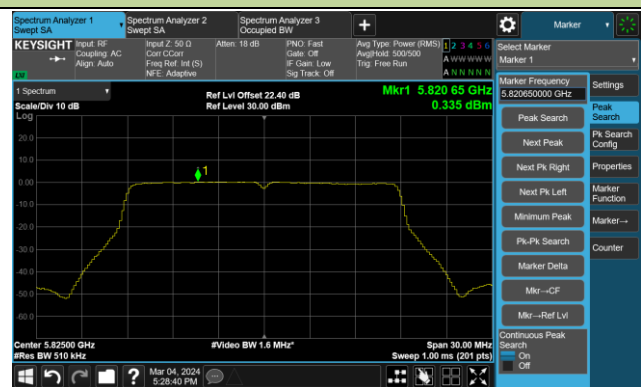 Spectrum Analyzer 1
Swept SA
Spectrum Analyzer 2
Swept SA
Spectrum Analyzer 3
Occupied BW
Marker
KEYSIGHT
Input: RF
Coupling: AC
Align: Auto
Input Z: 50 Ω
Corr CCorr
Freq Ref: Int (S)
NFE: Adaptive
Atten: 18 dB
PNO: Fast
Gate: Off
IF Gain: Low
Sig Track: Off
Avg Type: Power (RMS)
Avg|Hold: 500/500
Trig: Free Run
1 2 3 4 5 6
A W W W W W
A N N N N N
LW
Select Marker
Marker 1
1 Spectrum
Scale/Div 10 dB
Ref Lvl Offset 22.40 dB
Ref Level 30.00 dBm
Mkr1 5.820 65 GHz
0.335 dBm
Log
20.0
10.0
0.00
-10.0
-20.0
-30.0
-40.0
-50.0
-60.0
1
Center 5.82500 GHz
#Res BW 510 kHz
#Video BW 1.6 MHz*
Span 30.00 MHz
Sweep 1.00 ms (201 pts)
Marker Frequency
5.820650000 GHz
Peak Search
Next Peak
Next Pk Right
Next Pk Left
Minimum Peak
Pk-Pk Search
Marker Delta
Mkr→CF
Mkr→Ref Lvl
Continuous Peak
Search
On
Off
Settings
Peak
Search
Pk Search
Config
Properties
Marker
Function
Marker→
Counter
Mar 04, 2024
5:28:40 PM